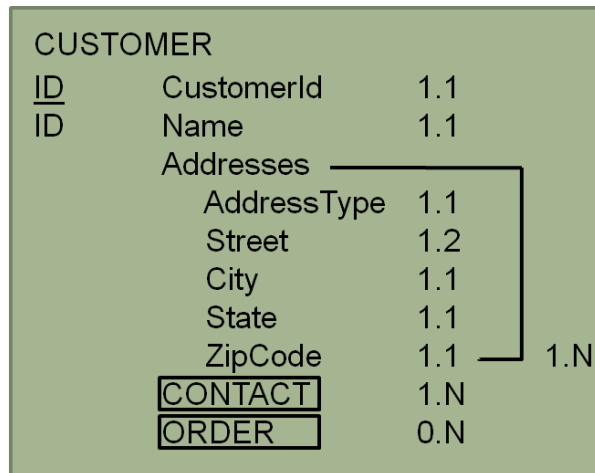 CUSTOMER
ID CustomerId 1.1
ID Name 1.1
Addresses
AddressType 1.1
Street 1.2
City 1.1
State 1.1
ZipCode 1.1 1.N
CONTACT 1.N
ORDER 0.N